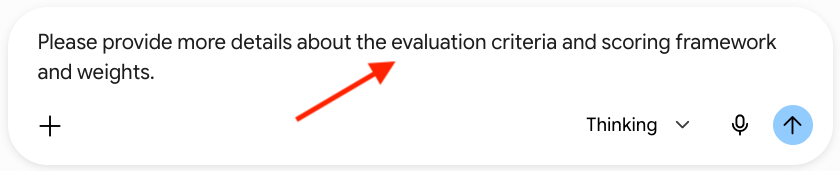 Please provide more details about the evaluation criteria and scoring framework
and weights.
Thinking